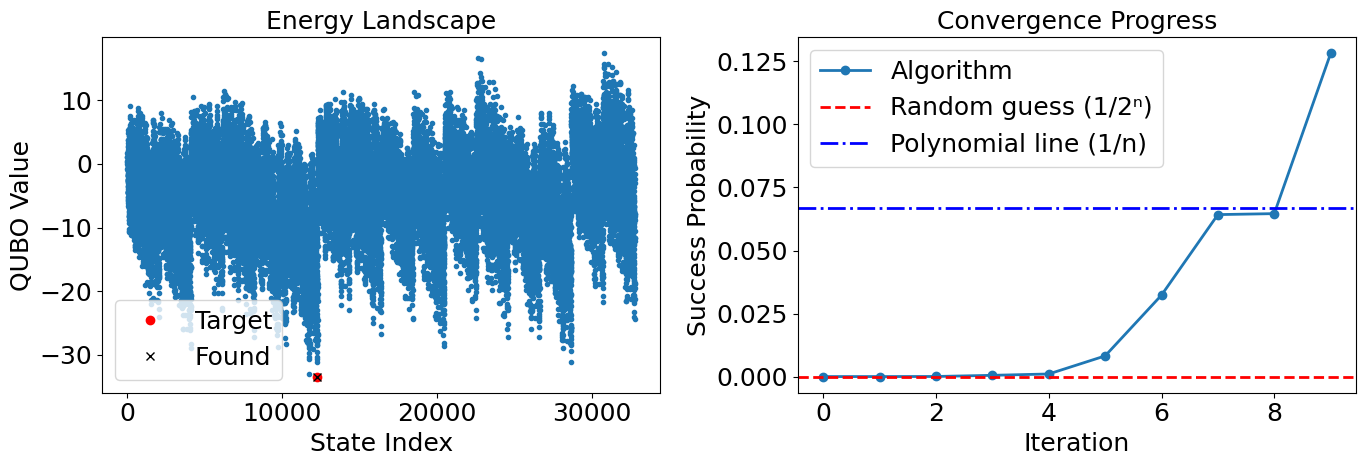 Energy Landscape
QUBO Value
10
0
−10
−20
−30
Target
Found
0
10000
20000
30000
State Index
Convergence Progress
Success Probability
0.125
0.100
0.075
0.050
0.025
0.000
Algorithm
Random guess (1/2ⁿ)
Polynomial line (1/n)
0
2
4
6
8
Iteration